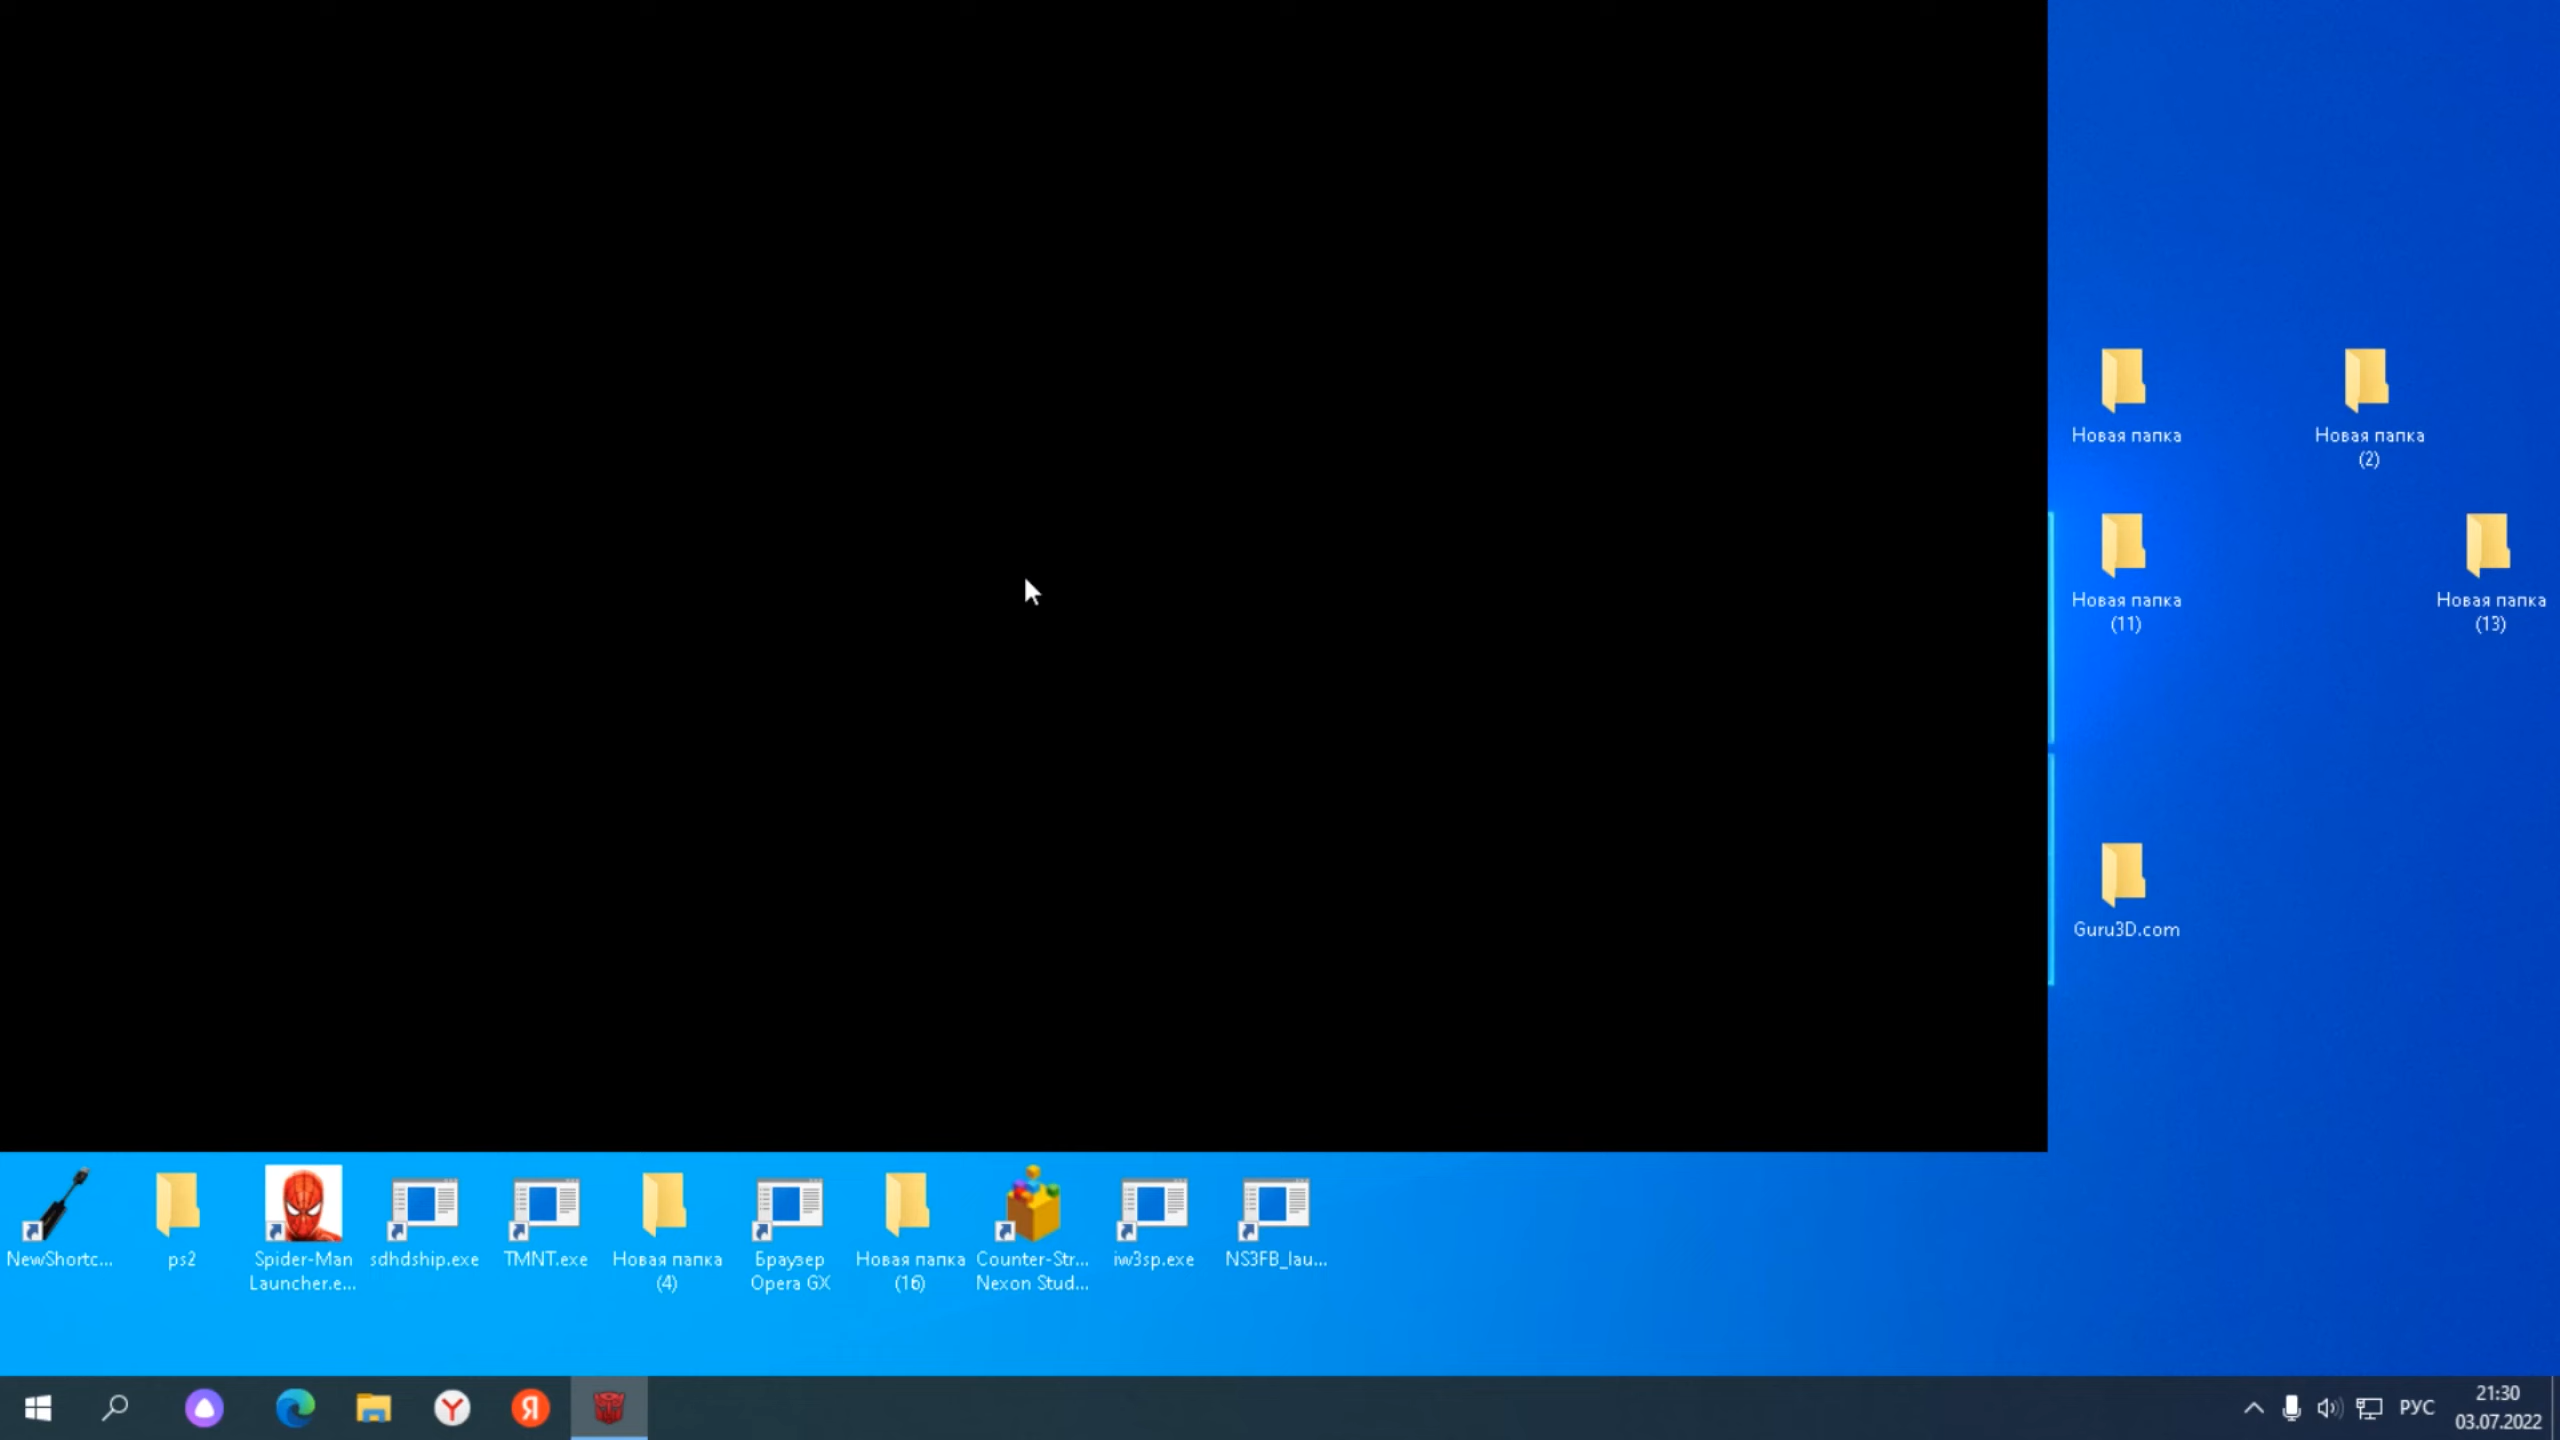 Новая папка
Новая папка
(2)
Новая папка
(11)
Новая папка
(13)
Guru3D.com
NewShortc...
ps2
Spider-Man
Launcher.e...
sdhdship.exe
TMNT.exe
Новая папка
(4)
Браузер
Opera GX
Новая папка
(16)
Counter-Str...
Nexon Stud...
iw3sp.exe
NS3FB_lau...
Y
Я
РУС
21:30
03.07.2022